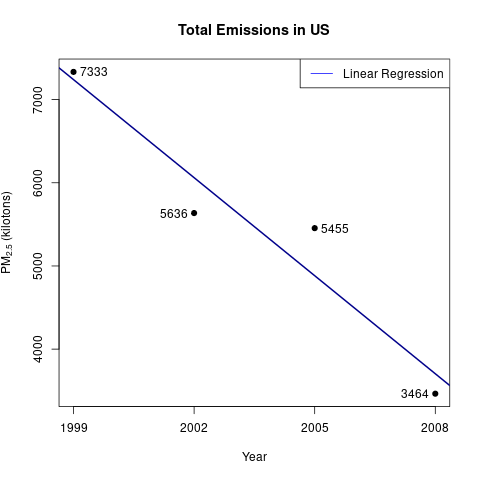 Total Emissions in US
Linear Regression
7333
5636
5455
3464
PM2.5 (kilotons)
7000
6000
5000
4000
1999 2002 2005 2008
Year